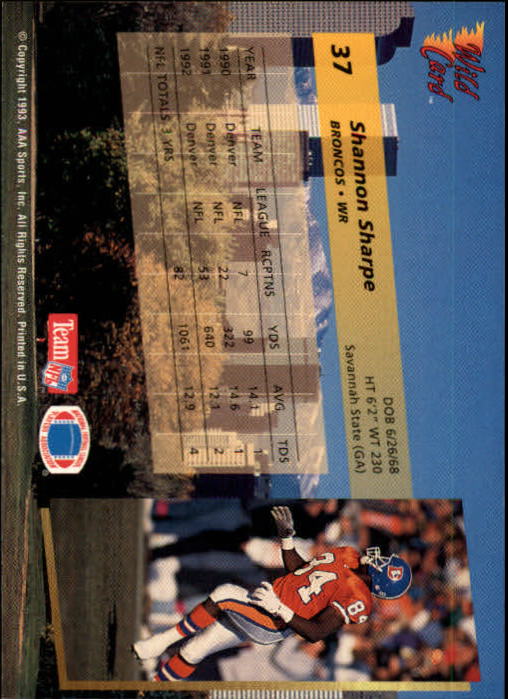 Wild Card™
37
Shannon Sharpe
BRONCOS • WR
DOB 6/26/68
HT 6'2" WT 230
Savannah State (GA)
YEAR TEAM LEAGUE RCPTNS YDS AVG TDS
1990 Denver NFL 7 99 14.1 1
1991 Denver NFL 22 322 14.6 1
1992 Denver NFL 53 640 12.1 2
NFL TOTALS 3 YRS 82 1061 12.9 4
84
Team NFL
© Copyright 1993, AAA Sports, Inc. All Rights Reserved. Printed in U.S.A.